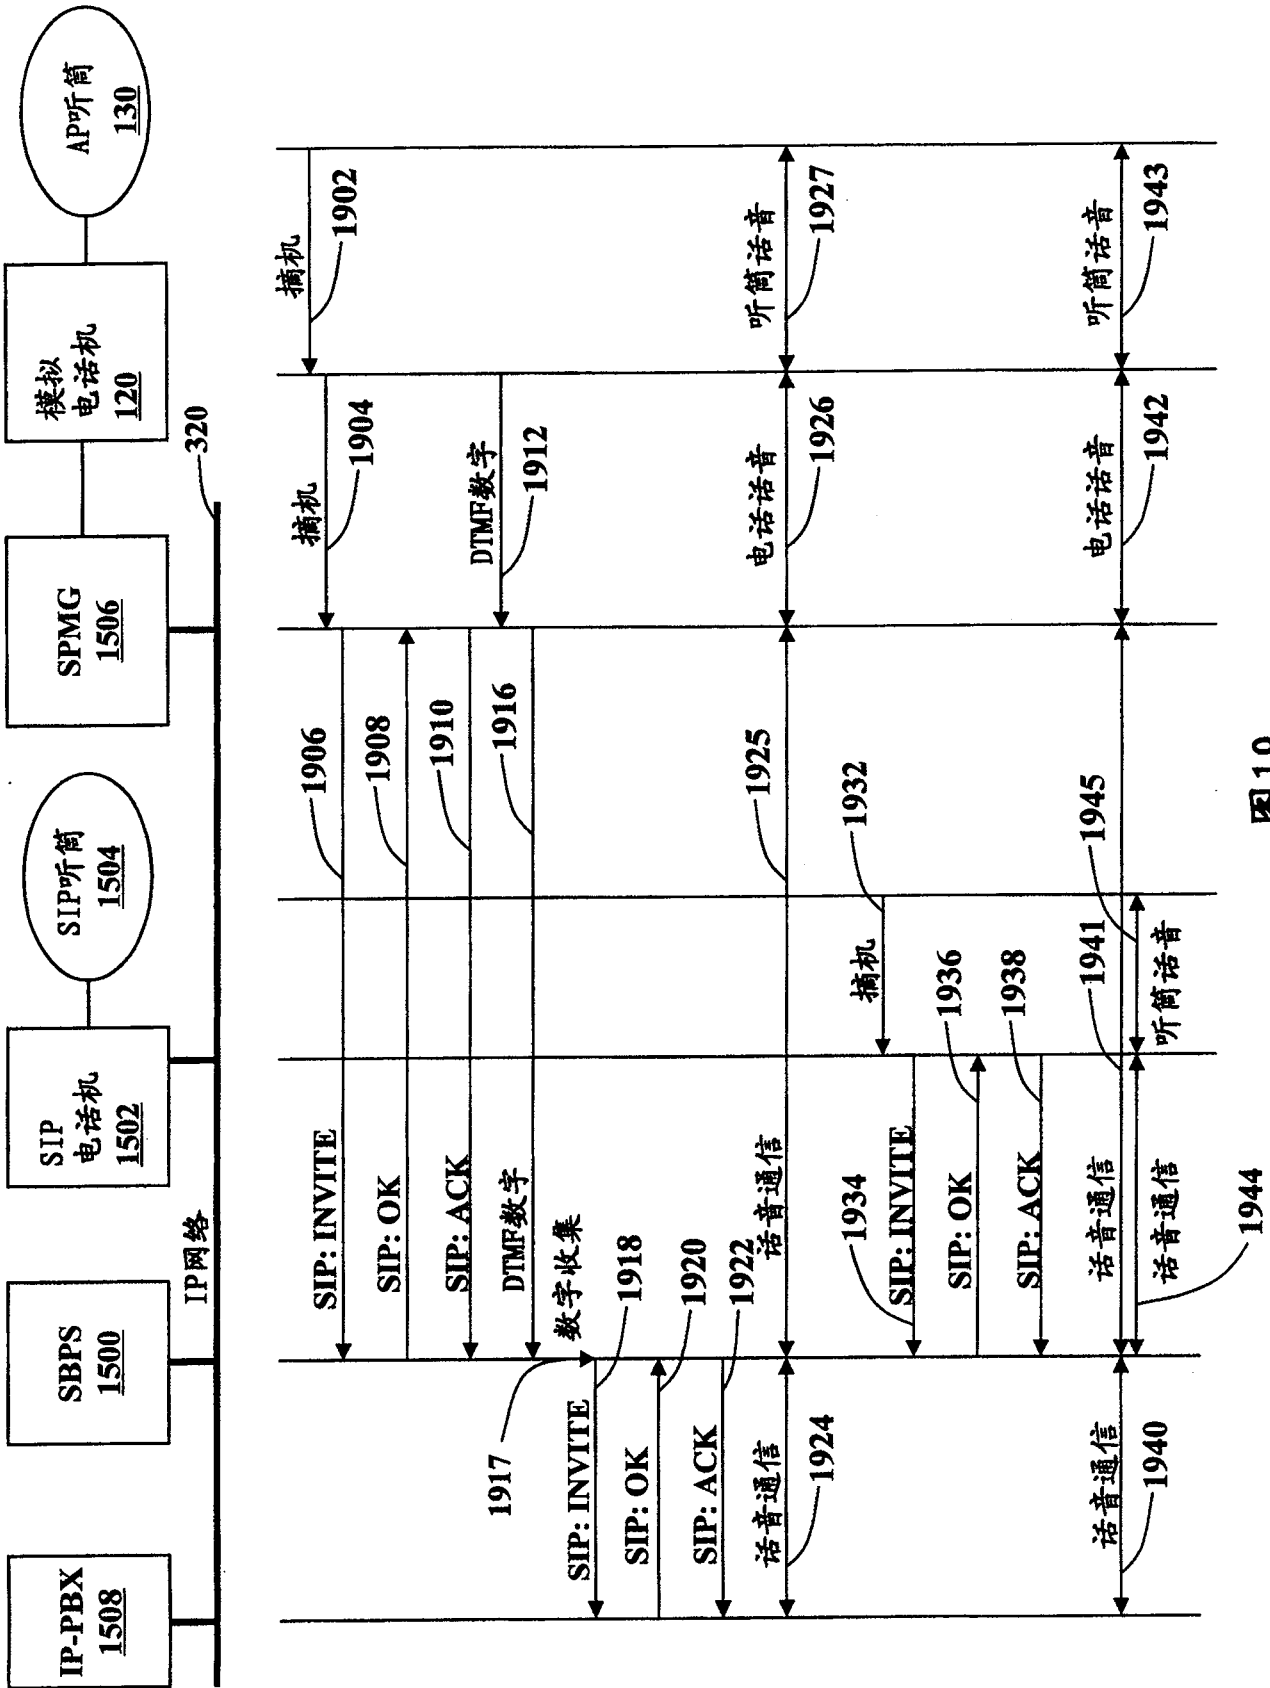 IP-PBX
1508
SBPS
1500
SIP
电话机
1502
SIP听筒
1504
SPMG
1506
模拟
电话机
120
AP听筒
130
IP网络
320
摘机
1902
摘机
1904
SIP: INVITE
1906
SIP: OK
1908
SIP: ACK
1910
DTMF数字
1912
DTMF数字
1916
数字收集
1917
SIP: INVITE
1918
SIP: OK
1920
SIP: ACK
1922
话音通信
1924
话音通信
1925
电话话音
1926
听筒话音
1927
摘机
1932
SIP: INVITE
1934
SIP: OK
1936
SIP: ACK
1938
话音通信
1940
话音通信
1941
电话话音
1942
听筒话音
1943
话音通信
1944
听筒话音
1945
图19